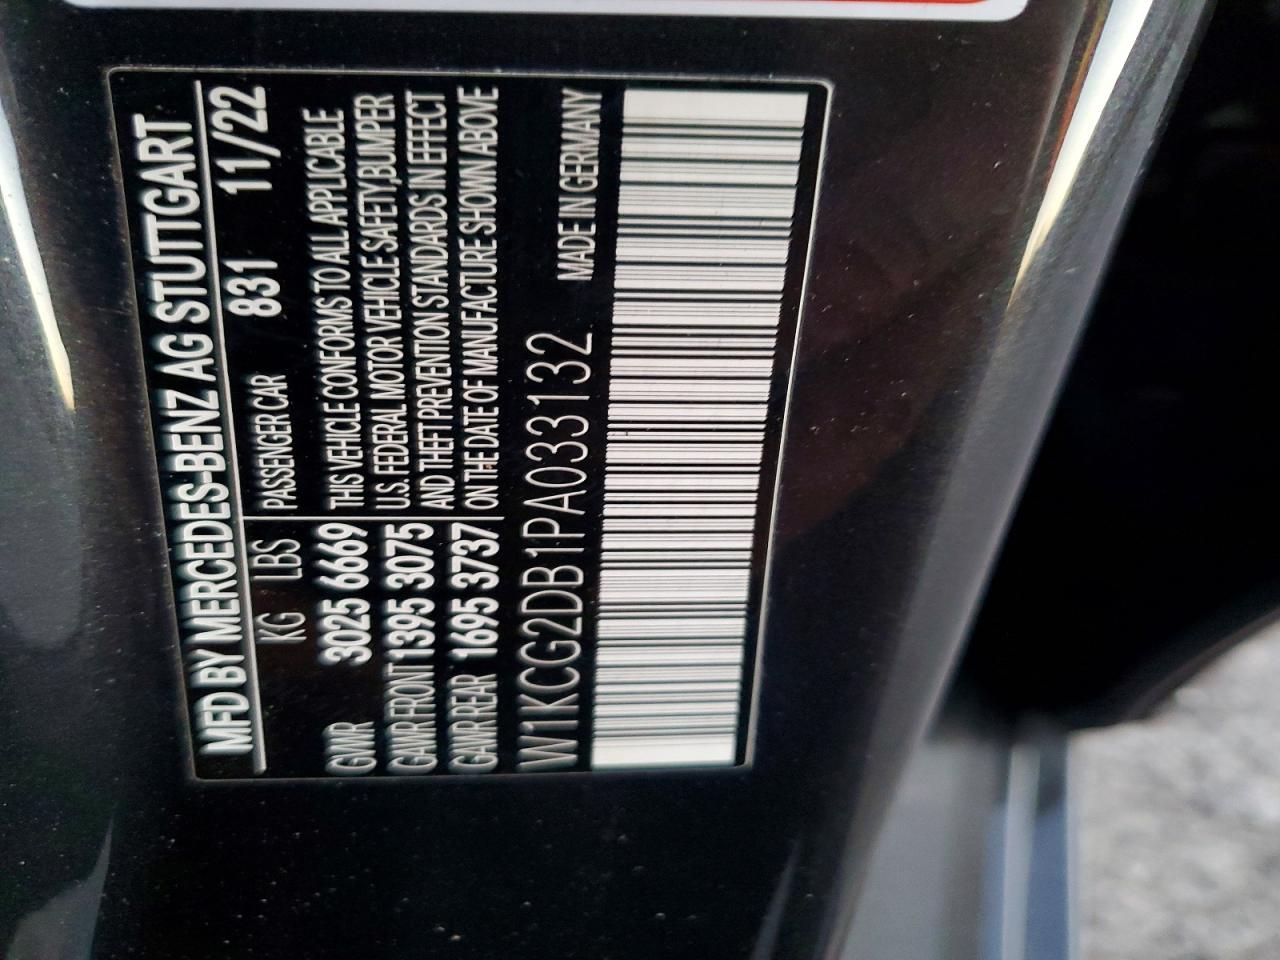 MFD BY MERCEDES-BENZ AG STUTTGART
831 11/22
KG LBS PASSENGER CAR
GWR 3025 6669 THIS VEHICLE CONFORMS TO ALL APPLICABLE
U.S. FEDERAL MOTOR VEHICLE SAFETY,BUMPER
GAWR FRONT 1395 3075 AND THEFT PREVENTION STANDARDS IN EFFECT
GAWR REAR 1695 3737 ON THE DATE OF MANUFACTURE SHOWN ABOVE
W1KCG2DB1PA033132 MADE IN GERMANY